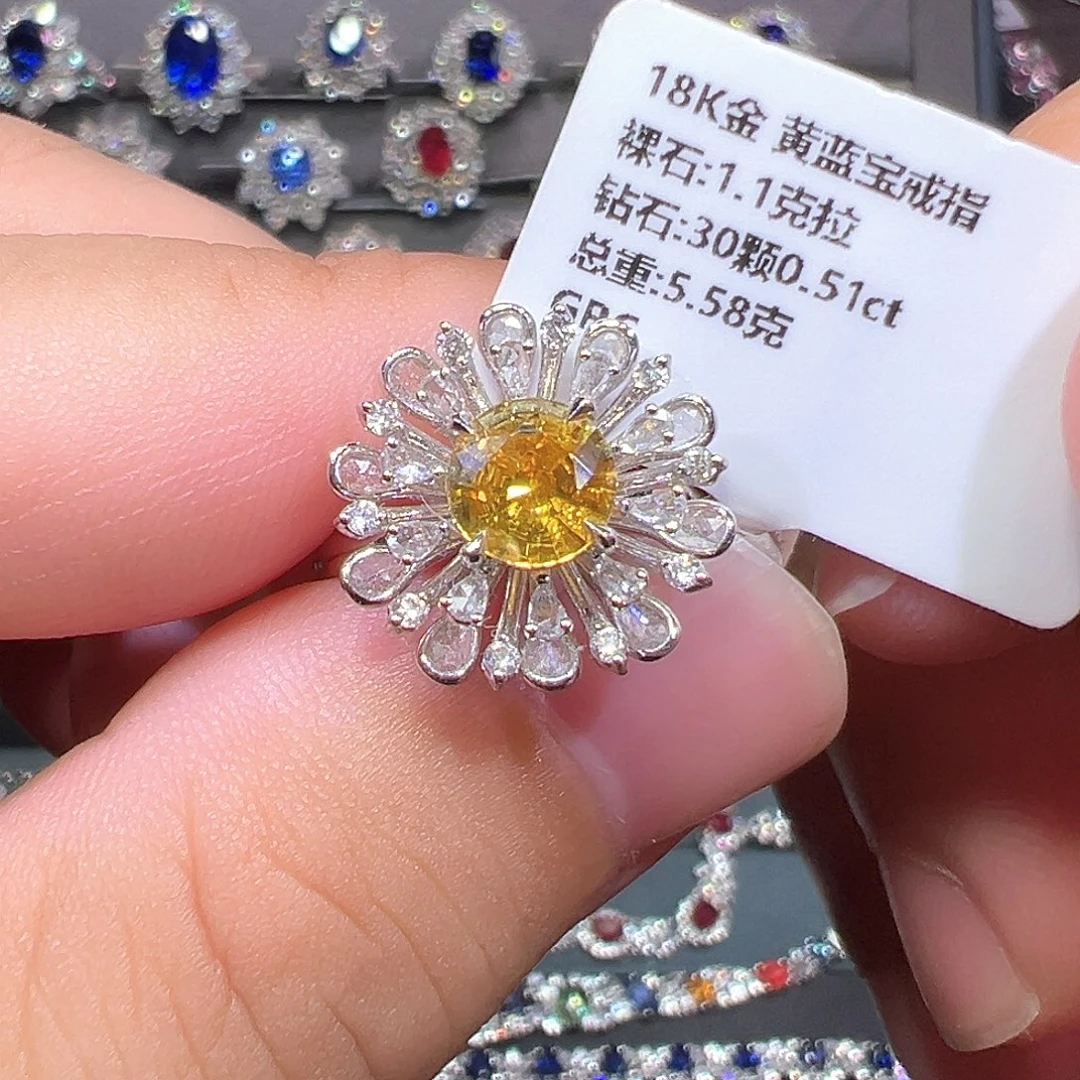 18K金 黄蓝宝戒指
裸石:1.1克拉
钻石:30颗0.51ct
总重:5.58克